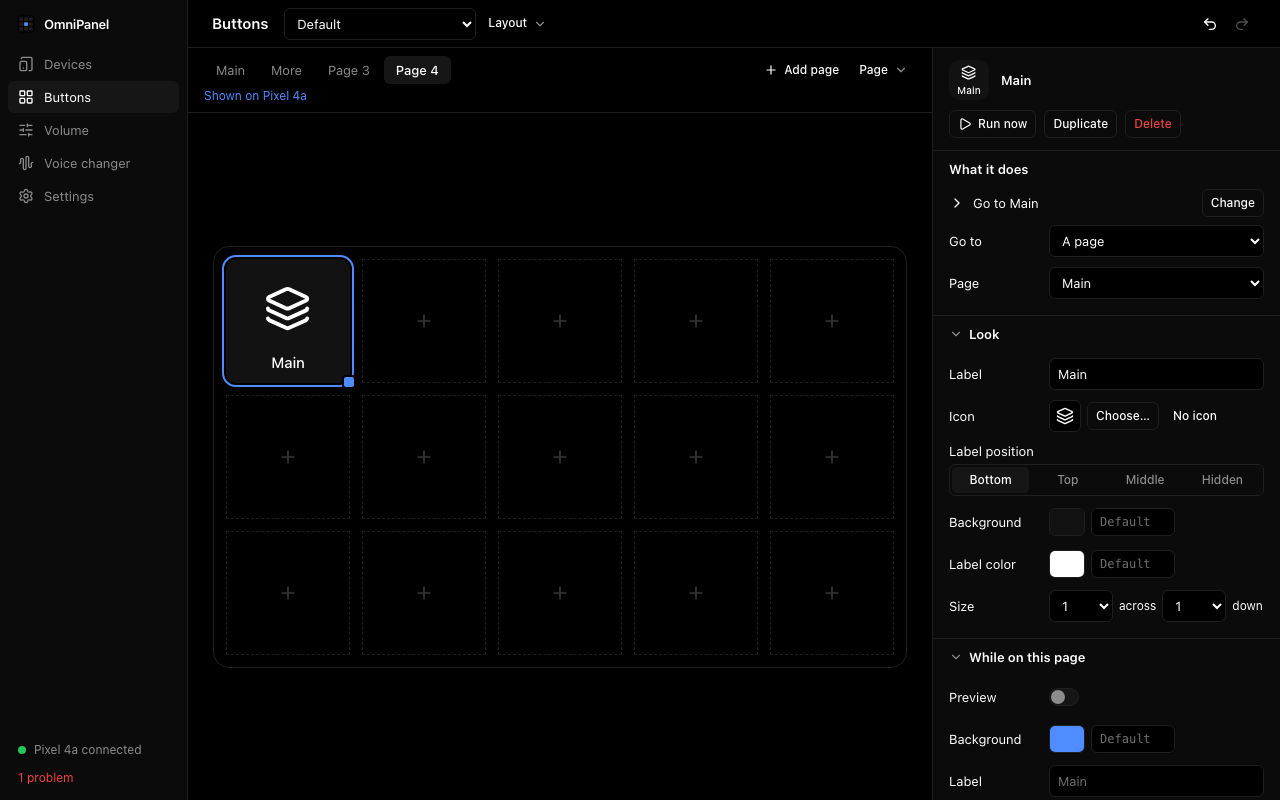 OmniPanel
Devices
Buttons
Volume
Voice changer
Settings
Pixel 4a connected
1 problem
Buttons
Default
Layout
Main
More
Page 3
Page 4
Add page
Page
Shown on Pixel 4a
Main
Main
Main
Run now
Duplicate
Delete
What it does
Go to Main
Change
Go to
A page
Page
Main
Look
Label
Main
Icon
Choose...
No icon
Label position
Bottom
Top
Middle
Hidden
Background
Default
Label color
Default
Size
1
across
1
down
While on this page
Preview
Background
Default
Label
Main